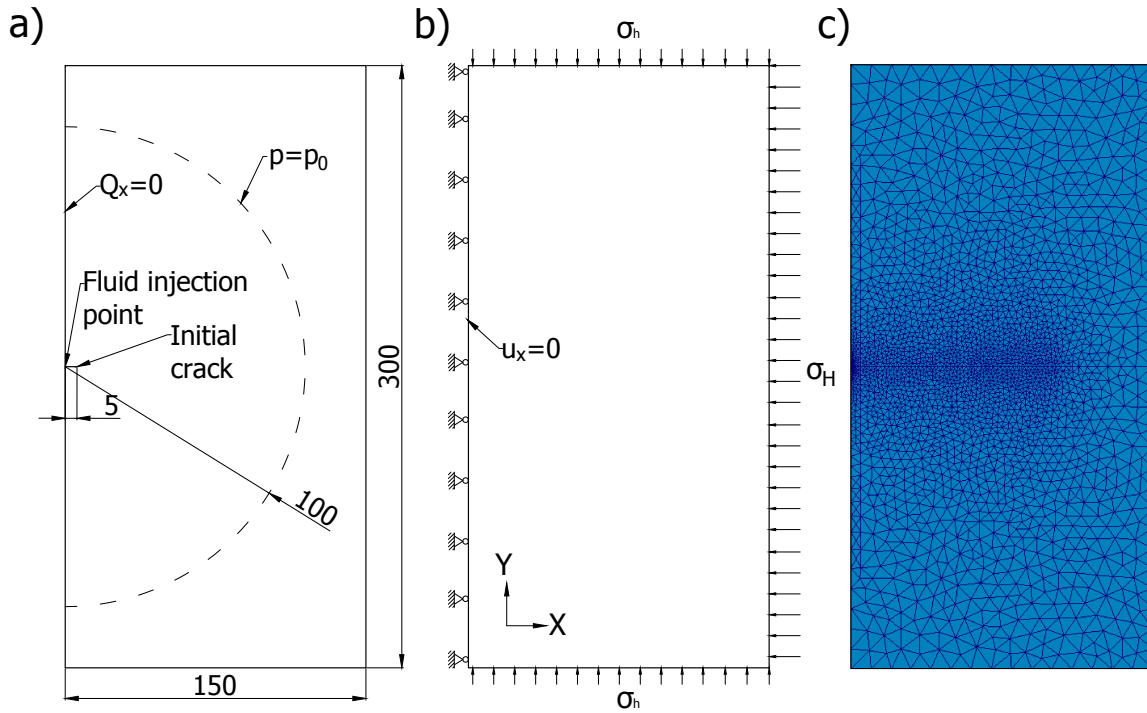 a)
p=p₀
Qₓ=0
Fluid injection
point
Initial
crack
5
100
300
150
b)
σₕ
uₓ=0
σH
Y
X
σₕ
c)